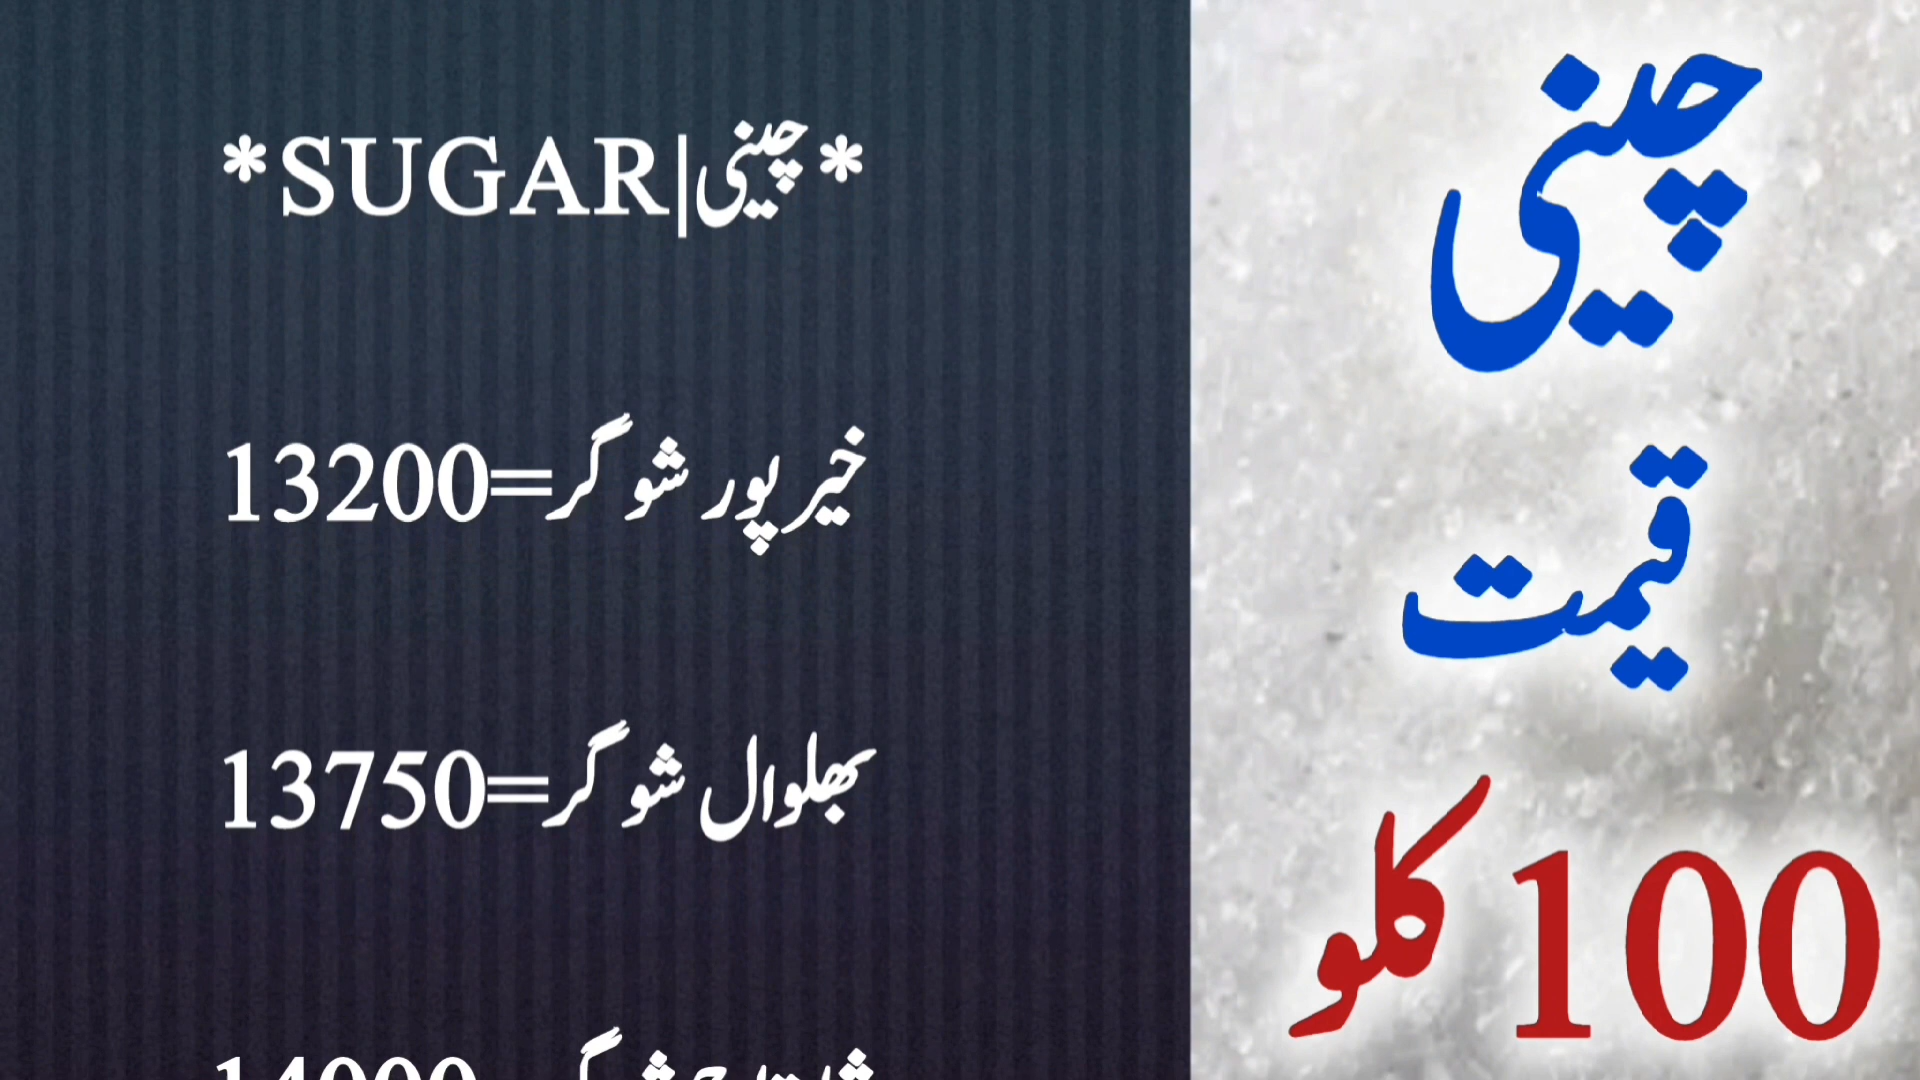 *چینی|SUGAR*
خیرپور شوگر=13200
بھلوال شوگر=13750
چینی
قیمت
100 کلو